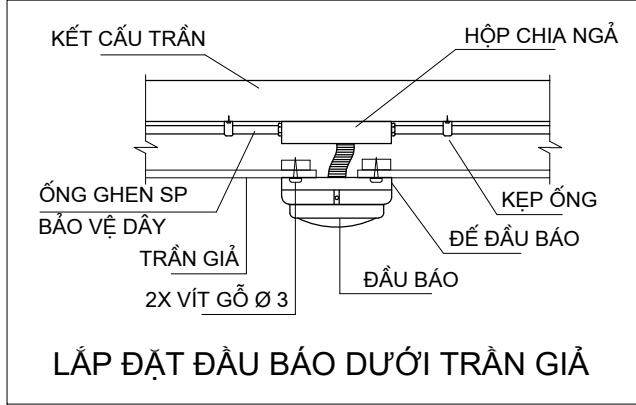 KẾT CẤU TRẦN
HỘP CHIA NGẢ
ỐNG GHEN SP
BẢO VỆ DÂY
KẸP ỐNG
TRẦN GIẢ
ĐẾ ĐẦU BÁO
2X VÍT GỖ Ø 3
ĐẦU BÁO
LẮP ĐẶT ĐẦU BÁO DƯỚI TRẦN GIẢ